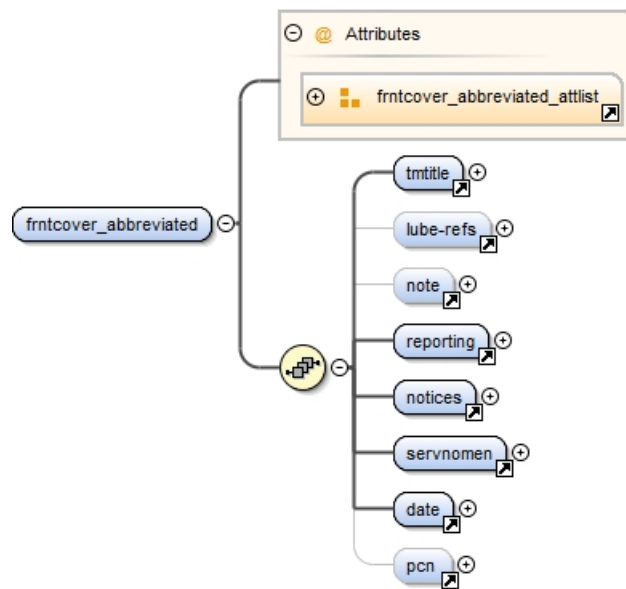 @ Attributes
frntcover_abbreviated_attlist
tmtitle
frntcover_abbreviated
lube-refs
note
reporting
notices
servnomen
date
pcn